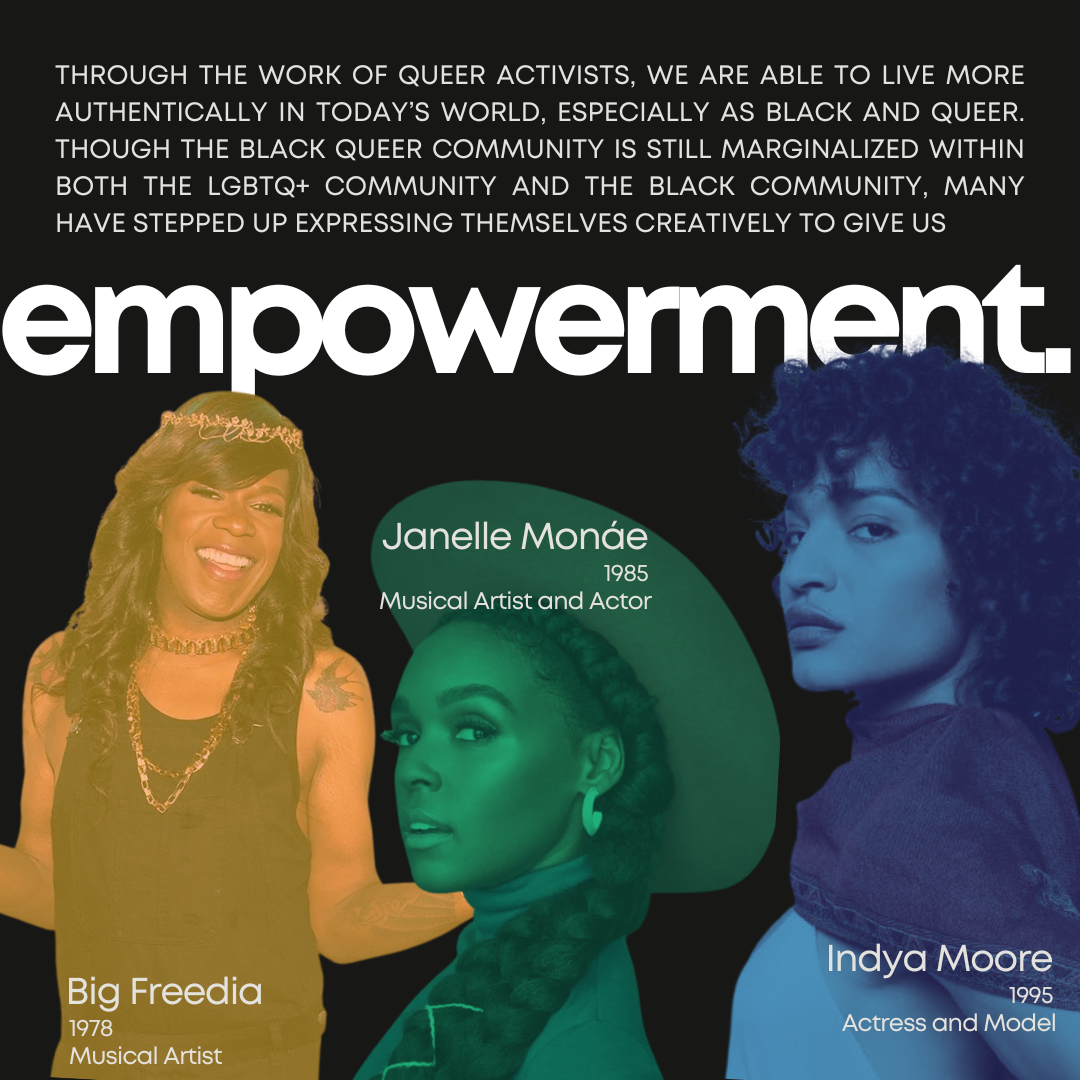 THROUGH THE WORK OF QUEER ACTIVISTS, WE ARE ABLE TO LIVE MORE
AUTHENTICALLY IN TODAY’S WORLD, ESPECIALLY AS BLACK AND QUEER.
THOUGH THE BLACK QUEER COMMUNITY IS STILL MARGINALIZED WITHIN
BOTH THE LGBTQ+ COMMUNITY AND THE BLACK COMMUNITY, MANY
HAVE STEPPED UP EXPRESSING THEMSELVES CREATIVELY TO GIVE US
empowerment.
Janelle Monáe
1985
Musical Artist and Actor
Big Freedia
1978
Musical Artist
Indya Moore
1995
Actress and Model